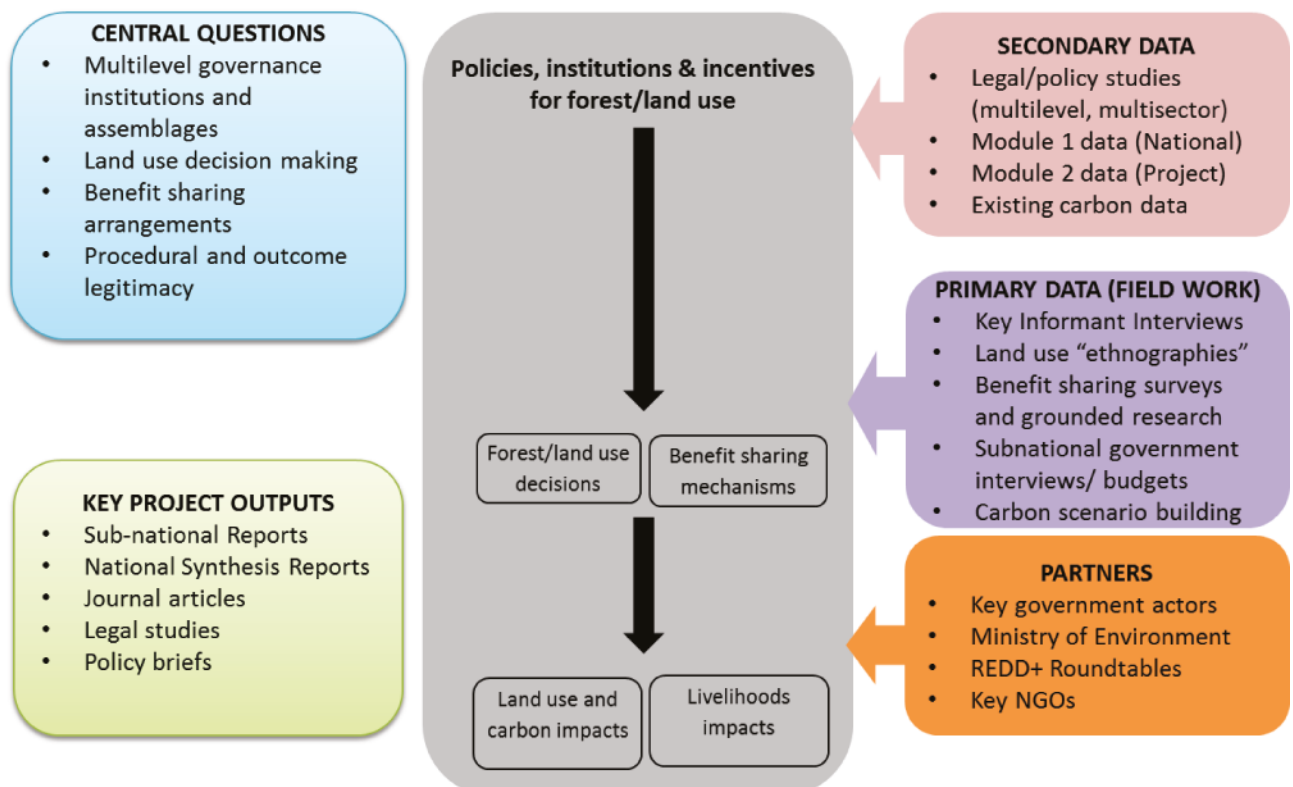 CENTRAL QUESTIONS
• Multilevel governance
institutions and
assemblages
• Land use decision making
• Benefit sharing
arrangements
• Procedural and outcome
legitimacy
KEY PROJECT OUTPUTS
• Sub-national Reports
• National Synthesis Reports
• Journal articles
• Legal studies
• Policy briefs
Policies, institutions & incentives
for forest/land use
Forest/land use
decisions
Benefit sharing
mechanisms
Land use and
carbon impacts
Livelihoods
impacts
SECONDARY DATA
• Legal/policy studies
(multilevel, multisector)
• Module 1 data (National)
• Module 2 data (Project)
• Existing carbon data
PRIMARY DATA (FIELD WORK)
• Key Informant Interviews
• Land use “ethnographies”
• Benefit sharing surveys
and grounded research
• Subnational government
interviews/ budgets
• Carbon scenario building
PARTNERS
• Key government actors
• Ministry of Environment
• REDD+ Roundtables
• Key NGOs